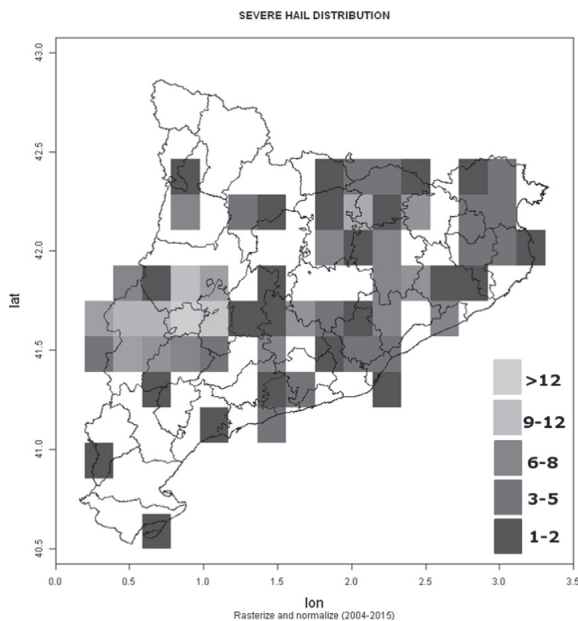 SEVERE HAIL DISTRIBUTION
43.0
42.5
42.0
lat
41.5
41.0
40.5
>12
9-12
6-8
3-5
1-2
0.0 0.5 1.0 1.5 2.0 2.5 3.0 3.5
lon
Rasterize and normalize (2004-2015)